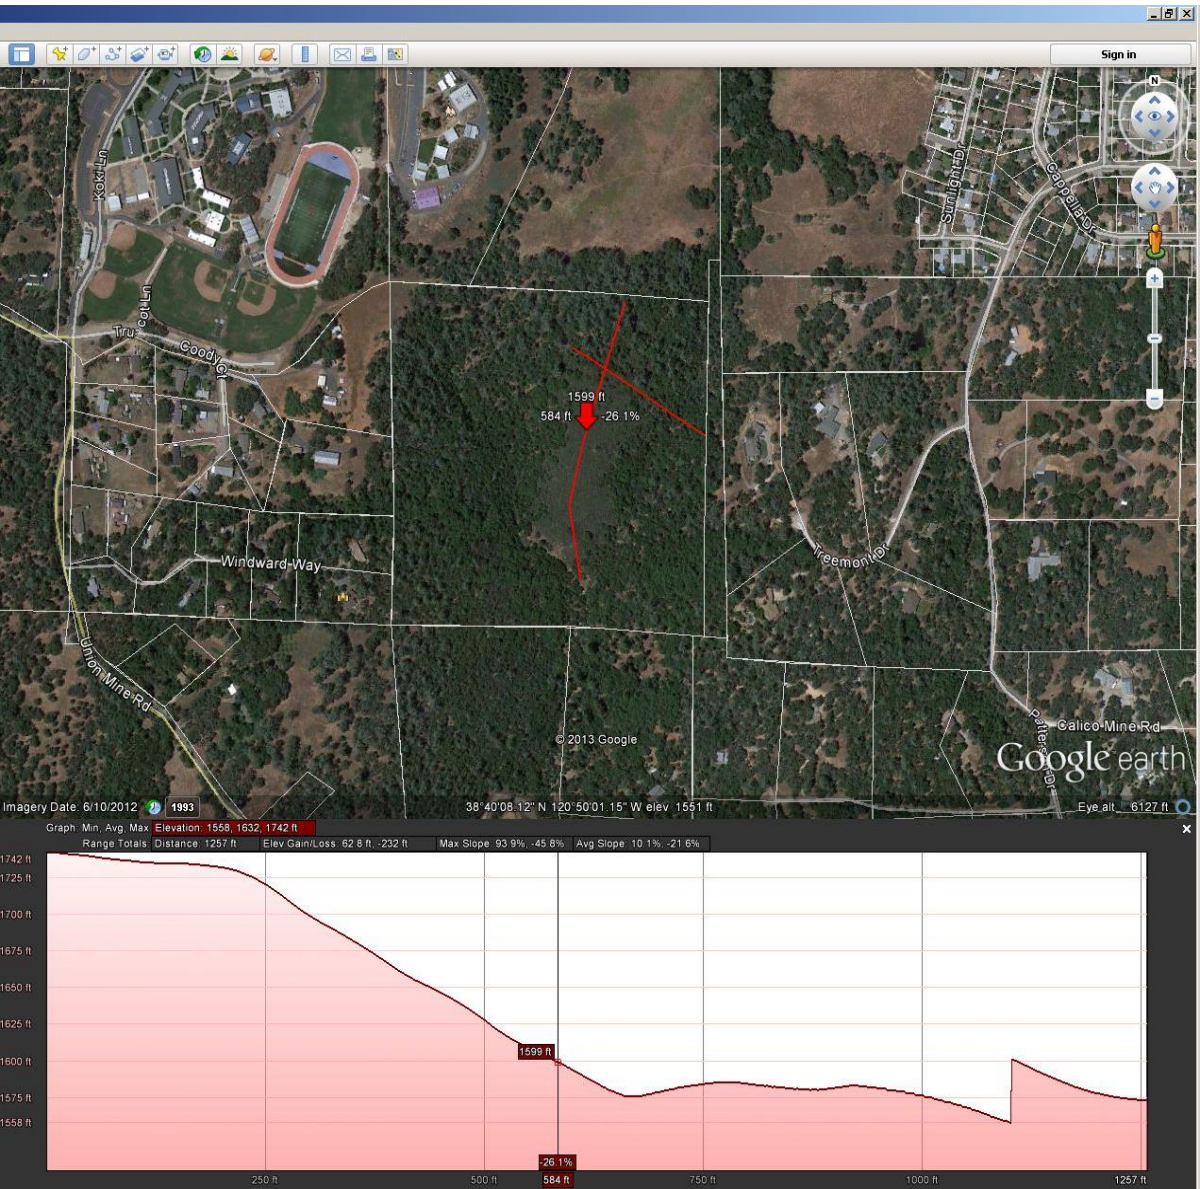 Sign in
N
Koki Ln
Sunlight Dr
Cappella Dr
Tru cot Ln
Coody Ct
1599 ft
584 ft -26.1%
Treemont Dr
Windward Way
Union Mine Rd
Calico Mine Rd
© 2013 Google
Google earth
Imagery Date: 6/10/2012 1993 38°40'08.12" N 120°50'01.15" W elev 1551 ft Eye alt 6127 ft
Graph: Min, Avg, Max Elevation: 1558, 1632, 1742 ft
Range Totals: Distance: 1257 ft Elev Gain/Loss: 62.8 ft, -232 ft Max Slope: 93.9%, -45.8% Avg Slope: 10.1%, -21.6%
1742 ft
1725 ft
1700 ft
1675 ft
1650 ft
1625 ft
1599 ft
1600 ft
1575 ft
1558 ft
-26.1%
250 ft 500 ft 584 ft 750 ft 1000 ft 1257 ft